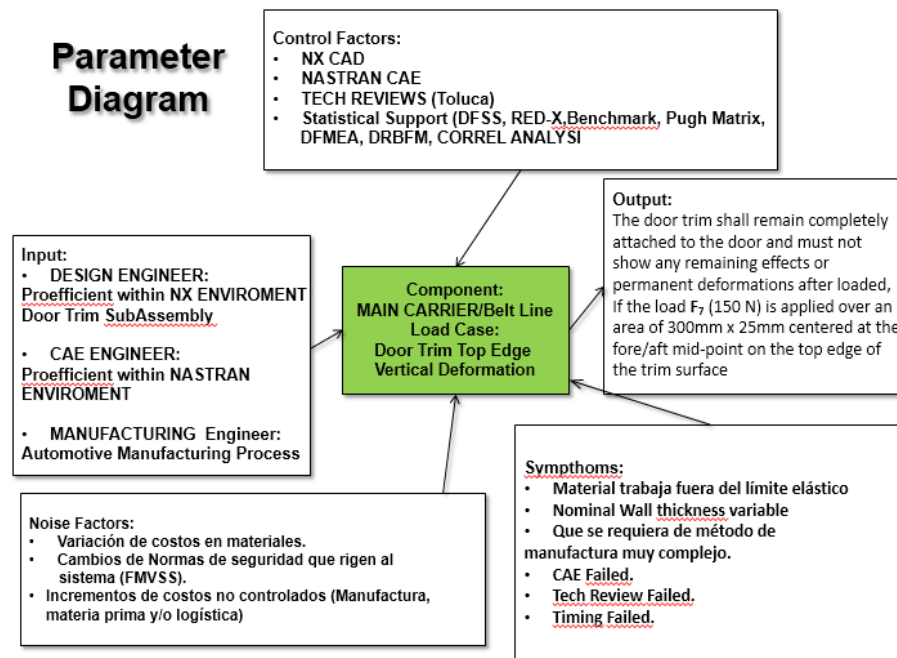 Parameter
Diagram
Control Factors:
• NX CAD
• NASTRAN CAE
• TECH REVIEWS (Toluca)
• Statistical Support (DFSS, RED-X,Benchmark, Pugh Matrix,
DFMEA, DRBFM, CORREL ANALYSI
Input:
• DESIGN ENGINEER:
Proefficient within NX ENVIROMENT
Door Trim SubAssembly
• CAE ENGINEER:
Proefficient within NASTRAN
ENVIROMENT
• MANUFACTURING Engineer:
Automotive Manufacturing Process
Component:
MAIN CARRIER/Belt Line
Load Case:
Door Trim Top Edge
Vertical Deformation
Output:
The door trim shall remain completely
attached to the door and must not
show any remaining effects or
permanent deformations after loaded,
If the load F₇ (150 N) is applied over an
area of 300mm x 25mm centered at the
fore/aft mid-point on the top edge of
the trim surface
Noise Factors:
• Variación de costos en materiales.
• Cambios de Normas de seguridad que rigen al
sistema (FMVSS).
• Incrementos de costos no controlados (Manufactura,
materia prima y/o logística)
Sympthoms:
• Material trabaja fuera del límite elástico
• Nominal Wall thickness variable
• Que se requiera de método de
manufactura muy complejo.
• CAE Failed.
• Tech Review Failed.
• Timing Failed.